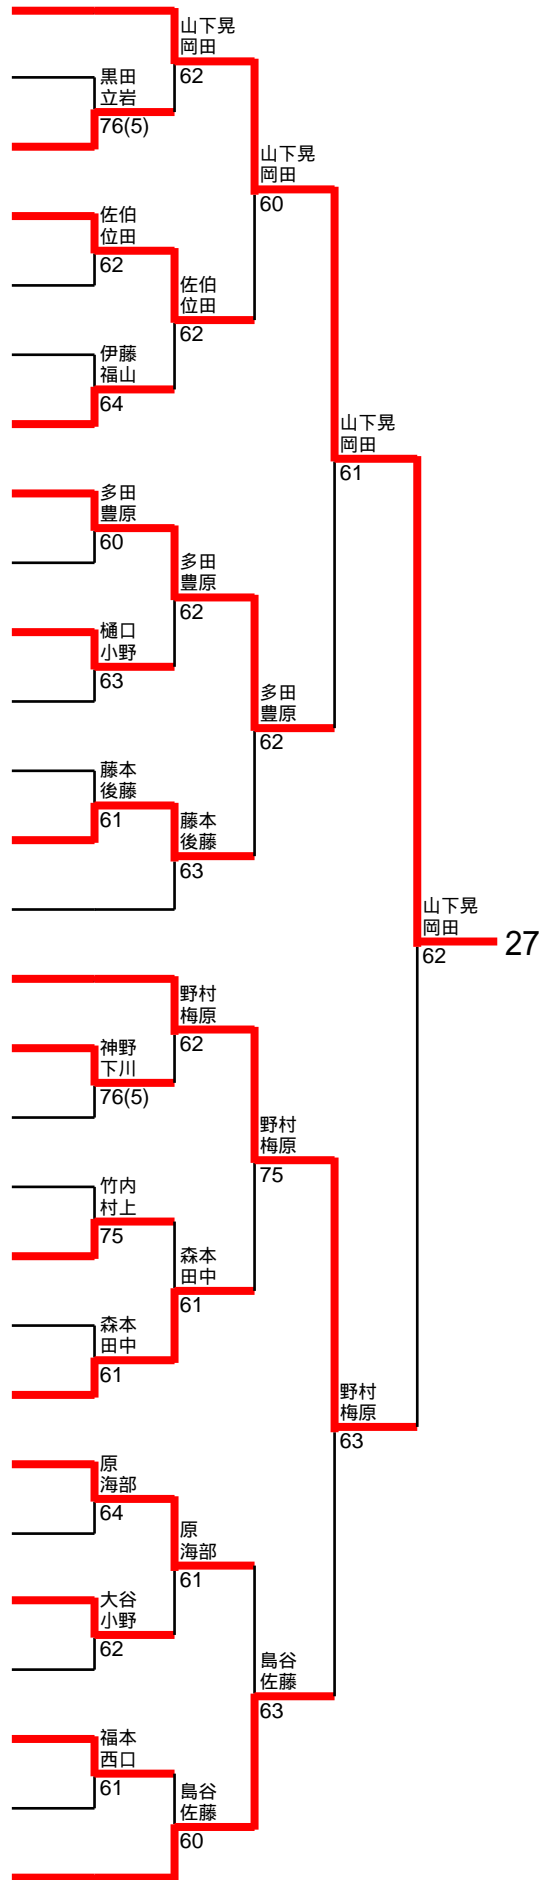 山下晃
岡田
62
黒田
立岩
76(5)
山下晃
岡田
60
佐伯
位田
62
佐伯
位田
62
伊藤
福山
64
山下晃
岡田
61
多田
豊原
60
多田
豊原
62
樋口
小野
63
多田
豊原
62
藤本
後藤
61
藤本
後藤
63
山下晃
岡田
62
27
野村
梅原
62
神野
下川
76(5)
野村
梅原
75
竹内
村上
75
森本
田中
61
森本
田中
61
野村
梅原
63
原
海部
64
原
海部
61
大谷
小野
62
島谷
佐藤
63
福本
西口
61
島谷
佐藤
60